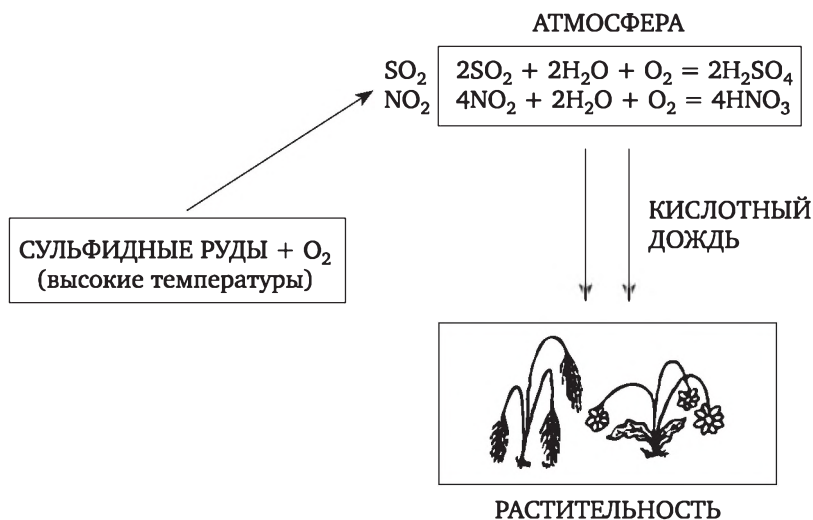 АТМОСФЕРА
SO₂ 2SO₂ + 2H₂O + O₂ = 2H₂SO₄
NO₂ 4NO₂ + 2H₂O + O₂ = 4HNO₃
КИСЛОТНЫЙ
ДОЖДЬ
СУЛЬФИДНЫЕ РУДЫ + O₂
(высокие температуры)
РАСТИТЕЛЬНОСТЬ